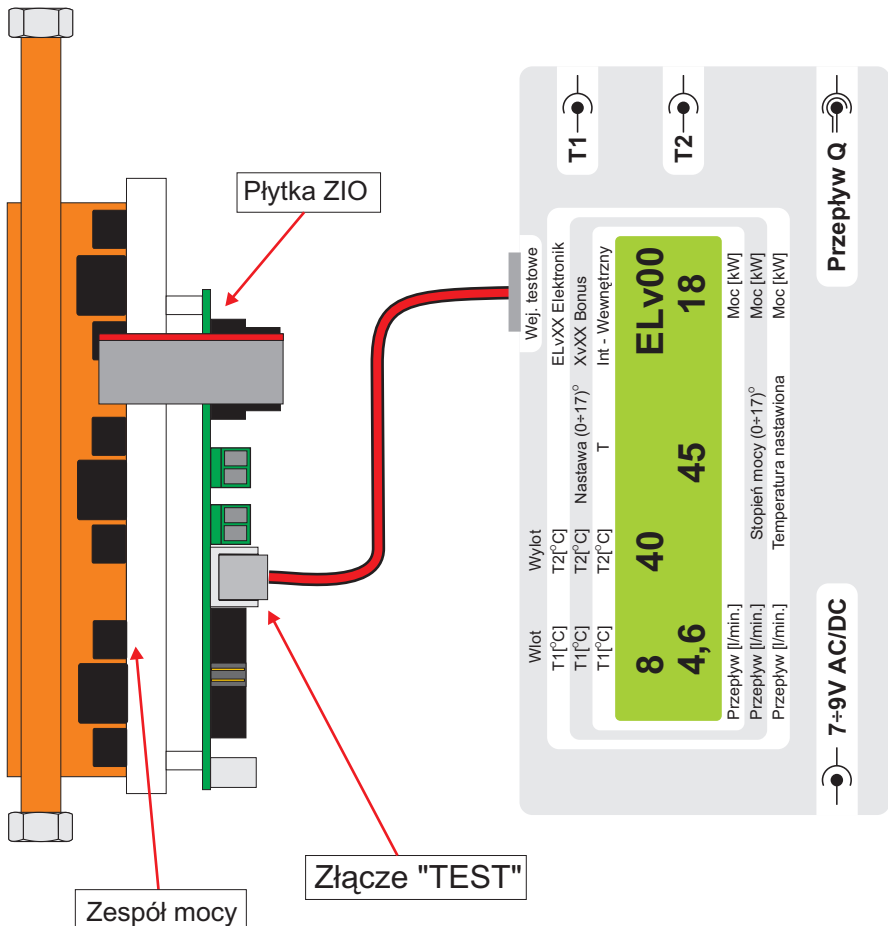 Płytka ZIO
Złącze "TEST"
Zespół mocy
Wej. testowe
T1
T2
Przepływ Q
7÷9V AC/DC
Wlot Wylot ELvXX Elektronik
T1[°C] T2[°C] Nastawa (0÷17)° XvXX Bonus
T1[°C] T2[°C] T Int - Wewnętrzny
T1[°C] T2[°C]
8 40 ELv00
4,6 45 18
Przepływ [l/min.] Moc [kW]
Przepływ [l/min.] Stopień mocy (0÷17)° Moc [kW]
Przepływ [l/min.] Temperatura nastawiona Moc [kW]